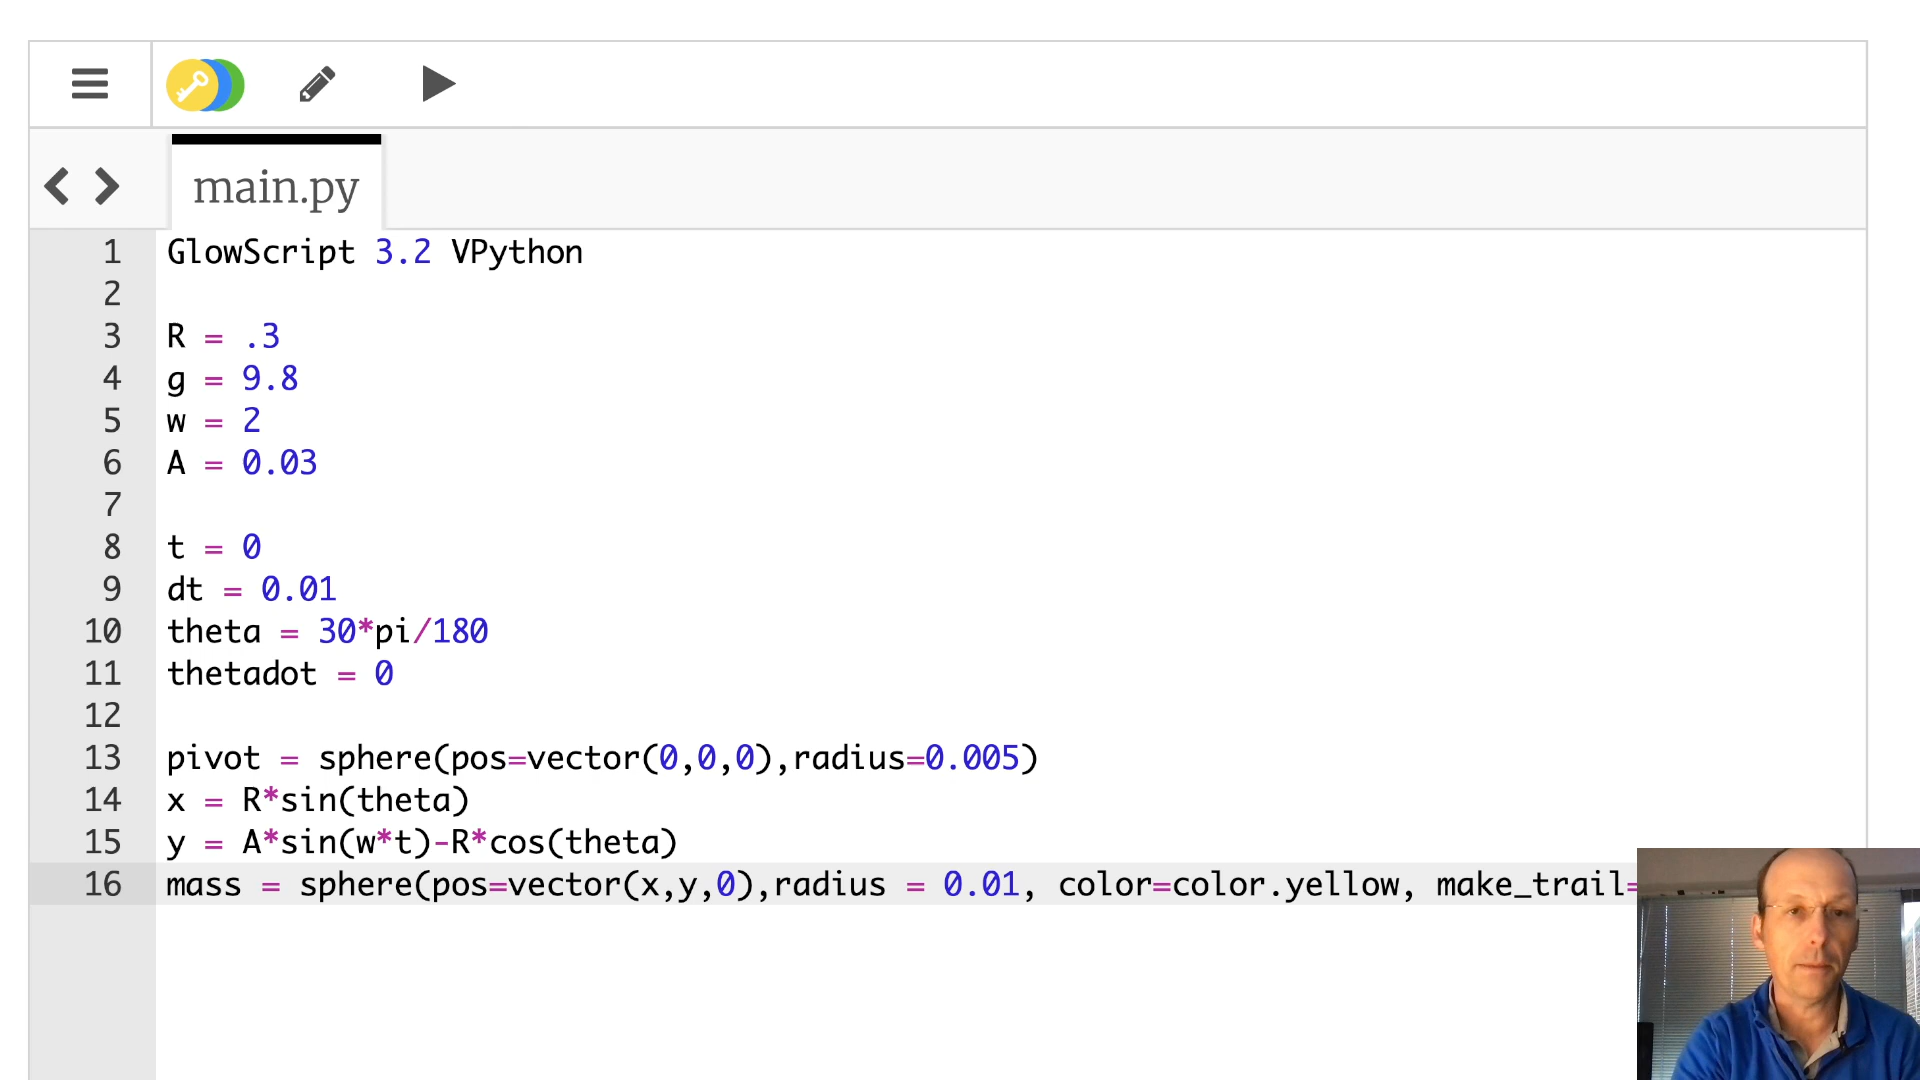 main.py
1 GlowScript 3.2 VPython
2
3 R = .3
4 g = 9.8
5 w = 2
6 A = 0.03
7
8 t = 0
9 dt = 0.01
10 theta = 30*pi/180
11 thetadot = 0
12
13 pivot = sphere(pos=vector(0,0,0),radius=0.005)
14 x = R*sin(theta)
15 y = A*sin(w*t)-R*cos(theta)
16 mass = sphere(pos=vector(x,y,0),radius = 0.01, color=color.yellow, make_trail=